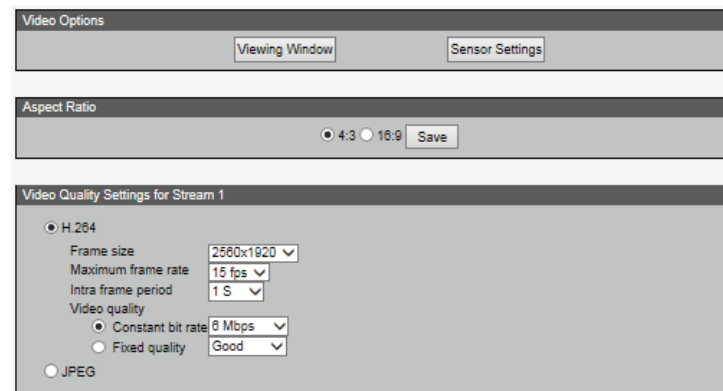 Video Options
Viewing Window Sensor Settings
Aspect Ratio
4:3 16:9 Save
Video Quality Settings for Stream 1
H.264
Frame size 2560x1920
Maximum frame rate 15 fps
Intra frame period 1 S
Video quality
Constant bit rate 6 Mbps
Fixed quality Good
JPEG